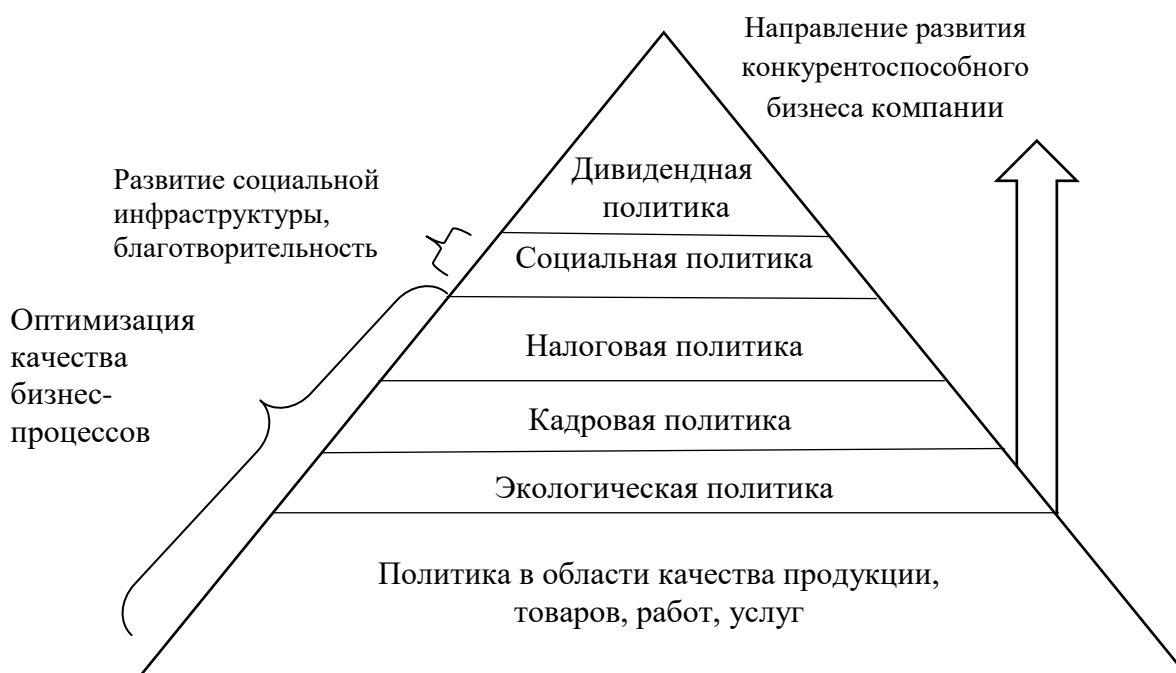 Направление развития
конкурентоспособного
бизнеса компании
Развитие социальной
инфраструктуры,
благотворительность
Дивидендная
политика
Социальная политика
Оптимизация
качества
бизнес-
процессов
Налоговая политика
Кадровая политика
Экологическая политика
Политика в области качества продукции,
товаров, работ, услуг